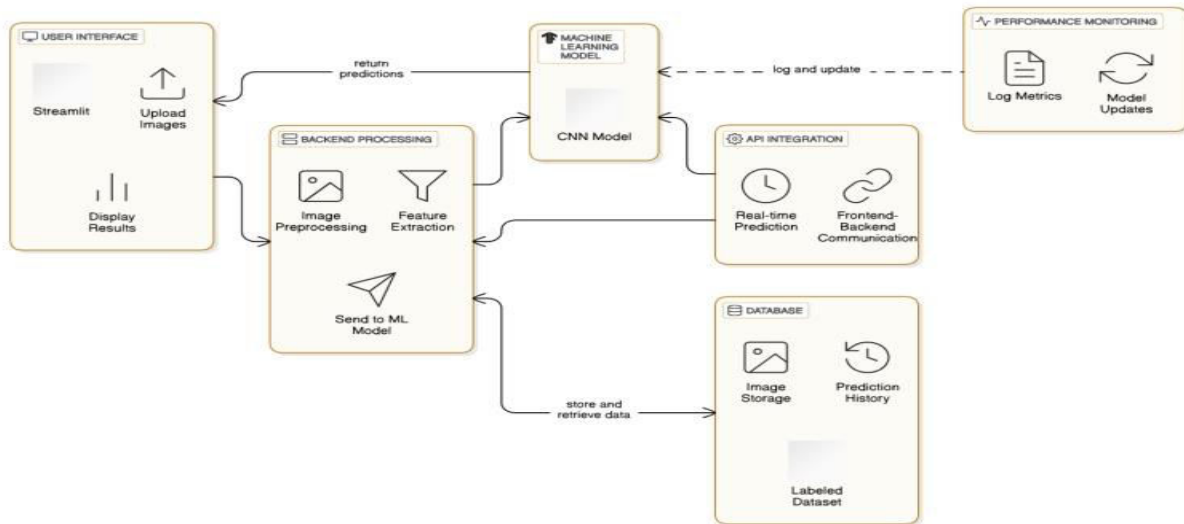 USER INTERFACE
Streamlit
Upload
Images
Display
Results
return
predictions
BACKEND PROCESSING
Image
Preprocessing
Feature
Extraction
Send to ML
Model
MACHINE
LEARNING
MODEL
CNN Model
log and update
PERFORMANCE MONITORING
Log Metrics
Model
Updates
API INTEGRATION
Real-time
Prediction
Frontend-
Backend
Communication
store and
retrieve data
DATABASE
Image
Storage
Prediction
History
Labeled
Dataset